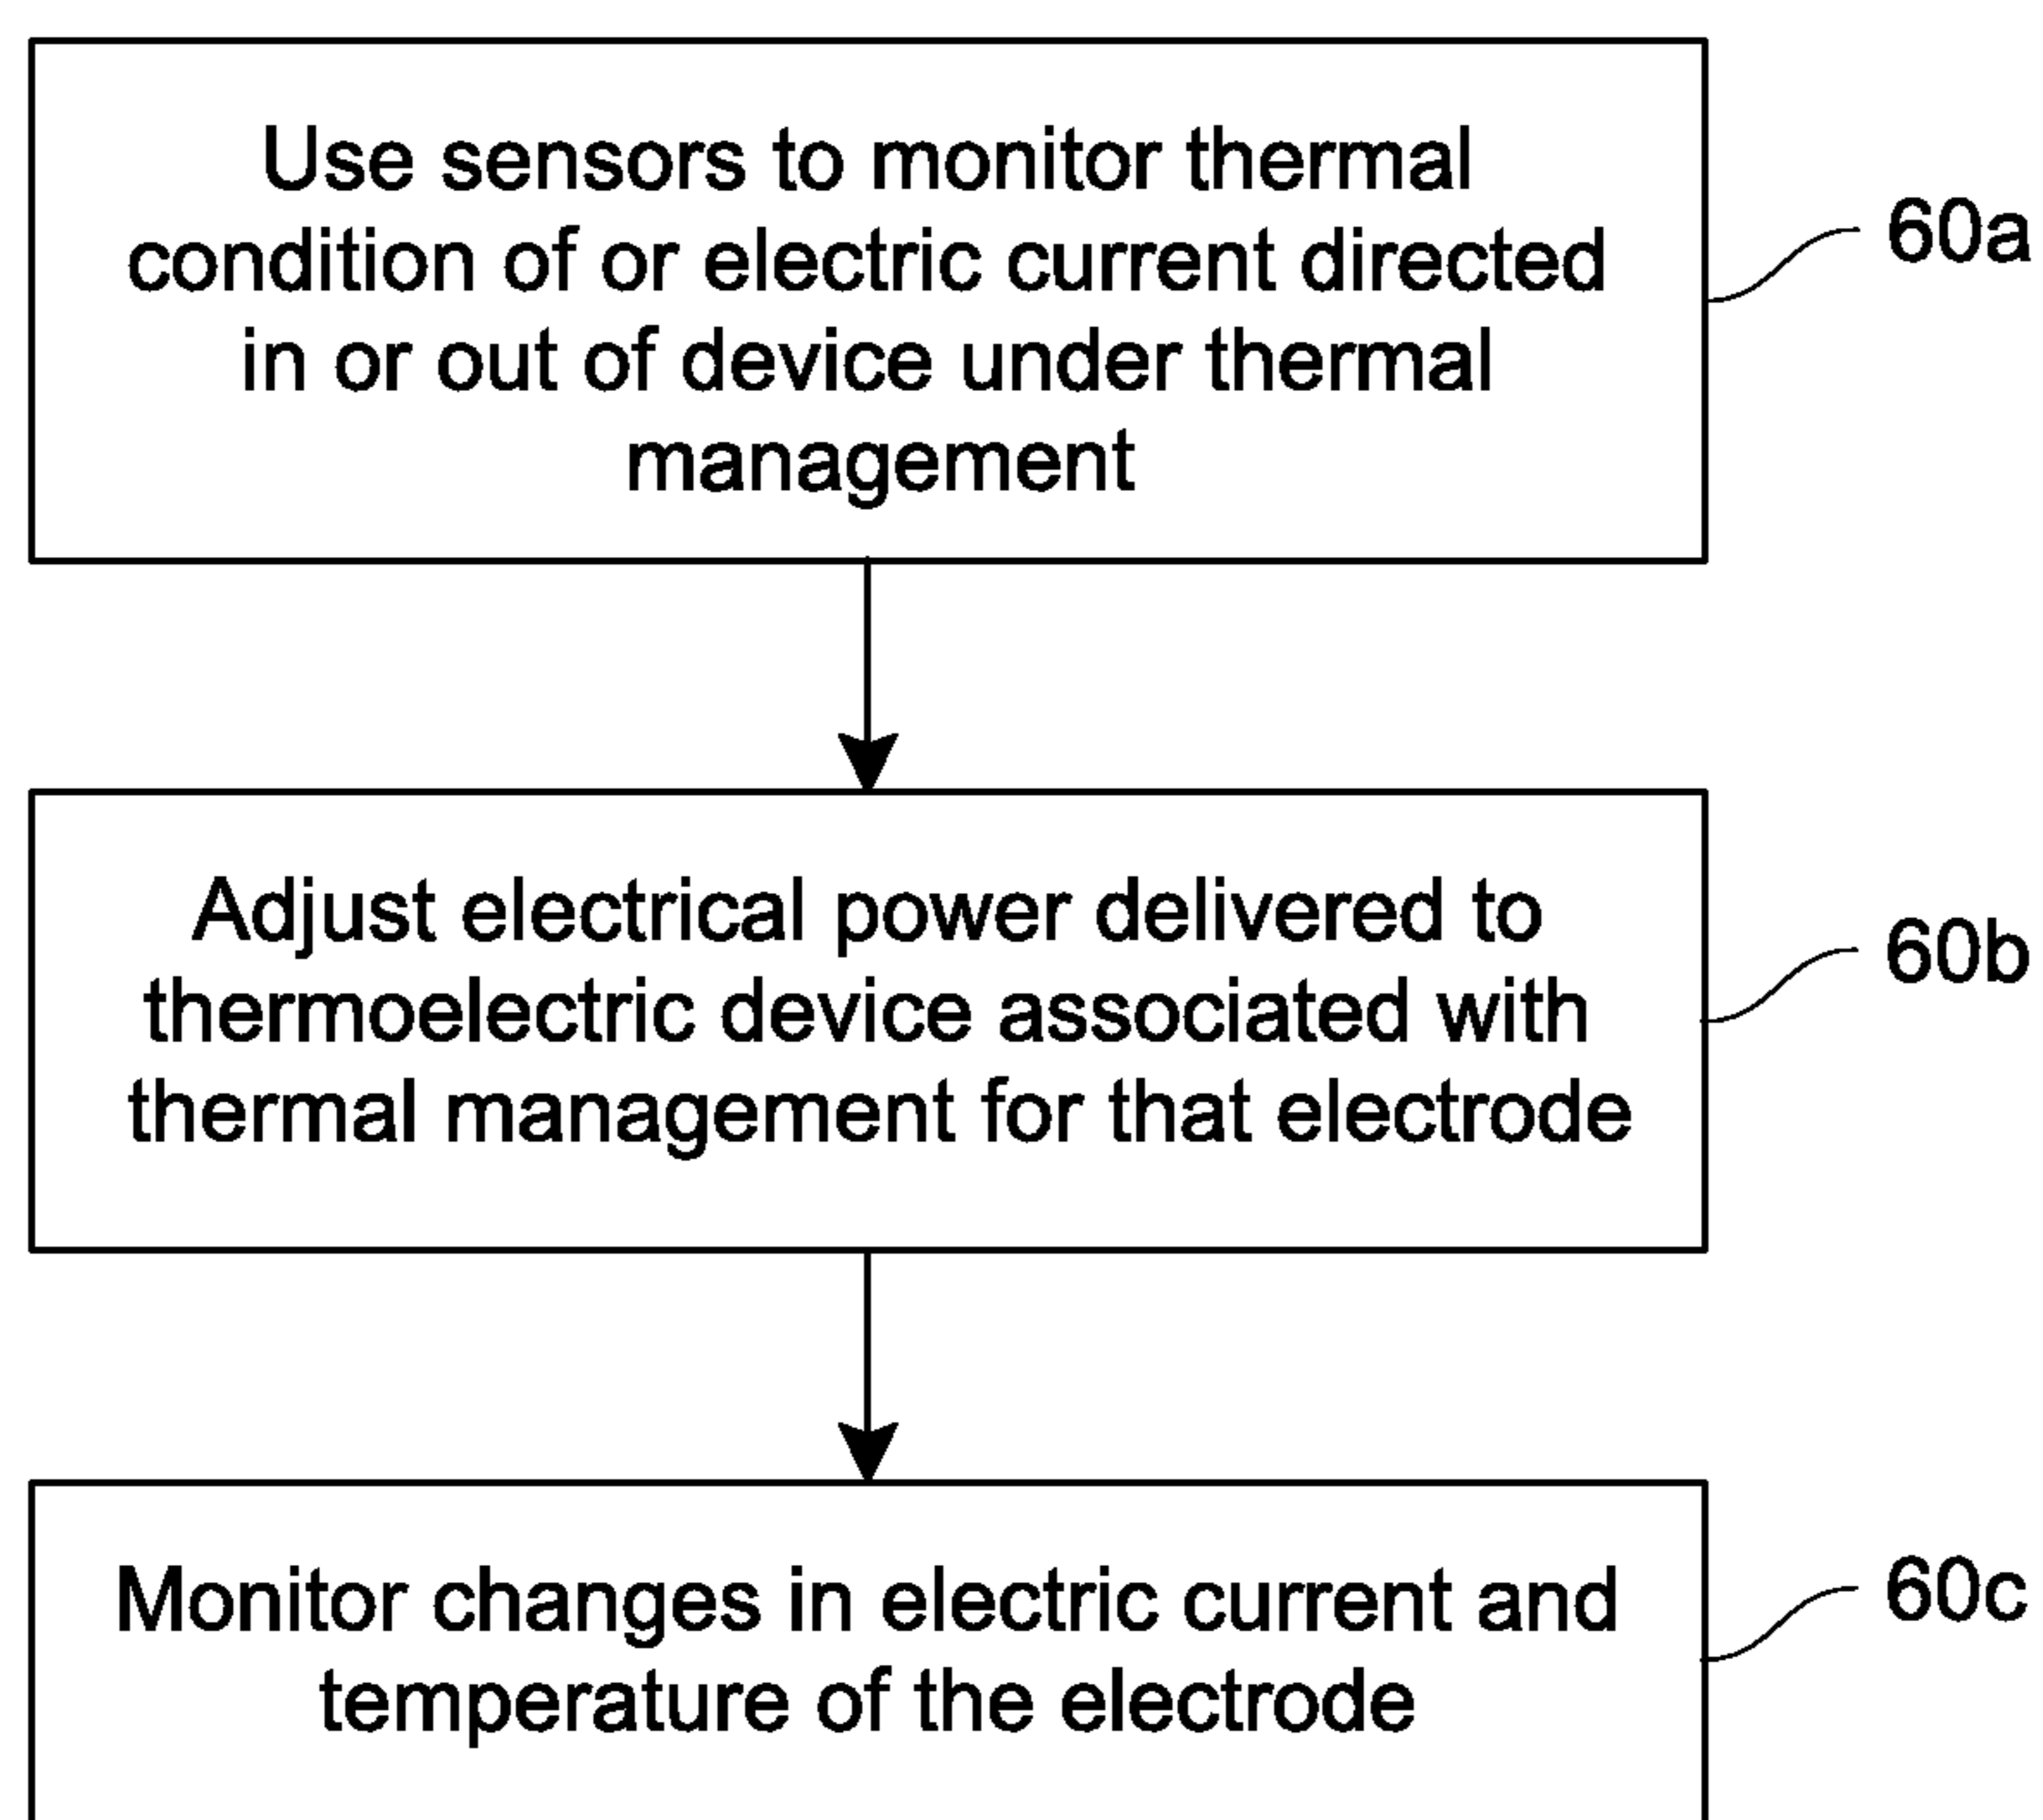 Use sensors to monitor thermal
condition of or electric current directed
in or out of device under thermal
management
60a
Adjust electrical power delivered to
thermoelectric device associated with
thermal management for that electrode
60b
Monitor changes in electric current and
temperature of the electrode
60c